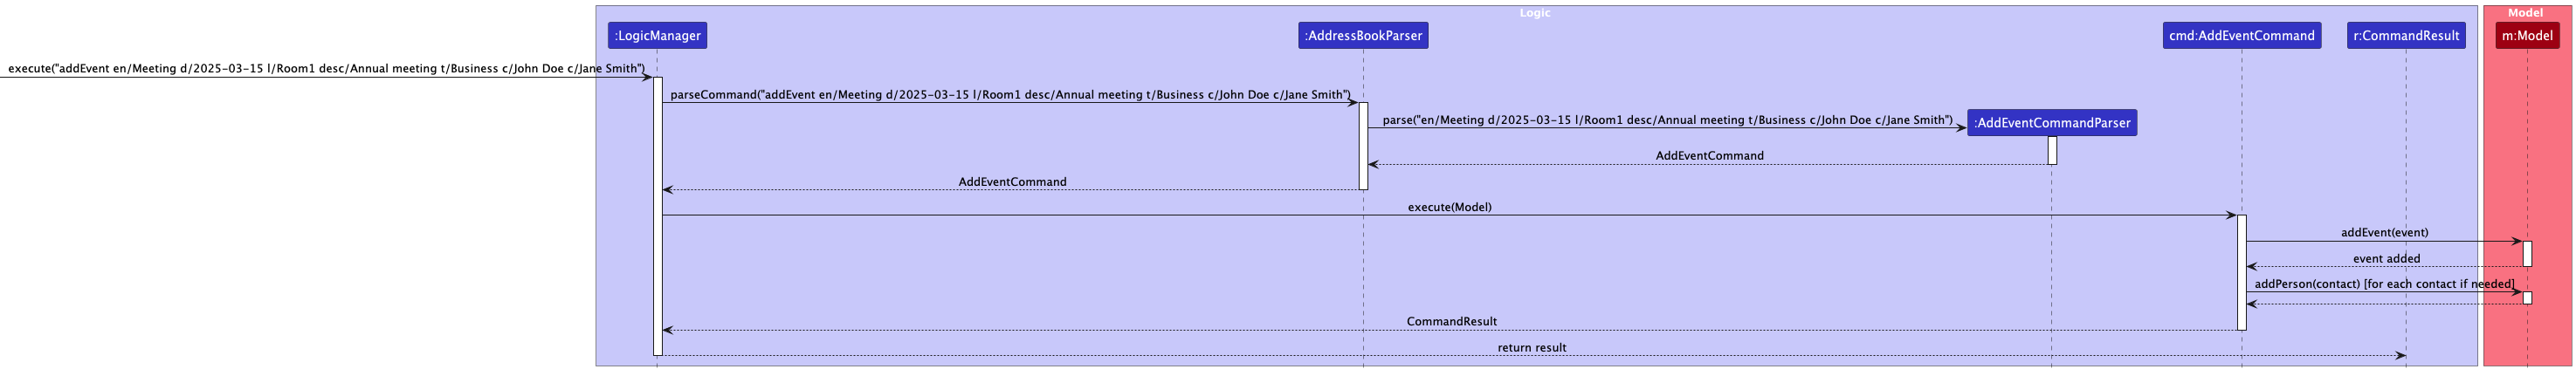 Logic
Model
:LogicManager
:AddressBookParser
cmd:AddEventCommand
r:CommandResult
m:Model
execute("addEvent en/Meeting d/2025-03-15 l/Room1 desc/Annual meeting t/Business c/John Doe c/Jane Smith")
parseCommand("addEvent en/Meeting d/2025-03-15 l/Room1 desc/Annual meeting t/Business c/John Doe c/Jane Smith")
parse("en/Meeting d/2025-03-15 l/Room1 desc/Annual meeting t/Business c/John Doe c/Jane Smith")
:AddEventCommandParser
AddEventCommand
AddEventCommand
execute(Model)
addEvent(event)
event added
addPerson(contact) [for each contact if needed]
CommandResult
return result